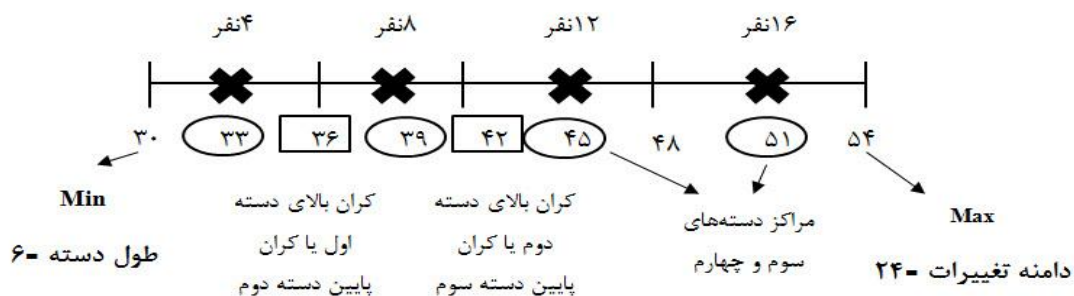 ۴نفر ۸نفر ۱۲نفر ۱۶نفر
۳۰ ۳۳ ۳۶ ۳۹ ۴۲ ۴۵ ۴۸ ۵۱ ۵۴
Min
طول دسته =۶
کران بالای دسته
اول یا کران
پایین دسته دوم
کران بالای دسته
دوم یا کران
پایین دسته سوم
مراکز دسته‌های
سوم و چهارم
Max
دامنه تغییرات =۲۴